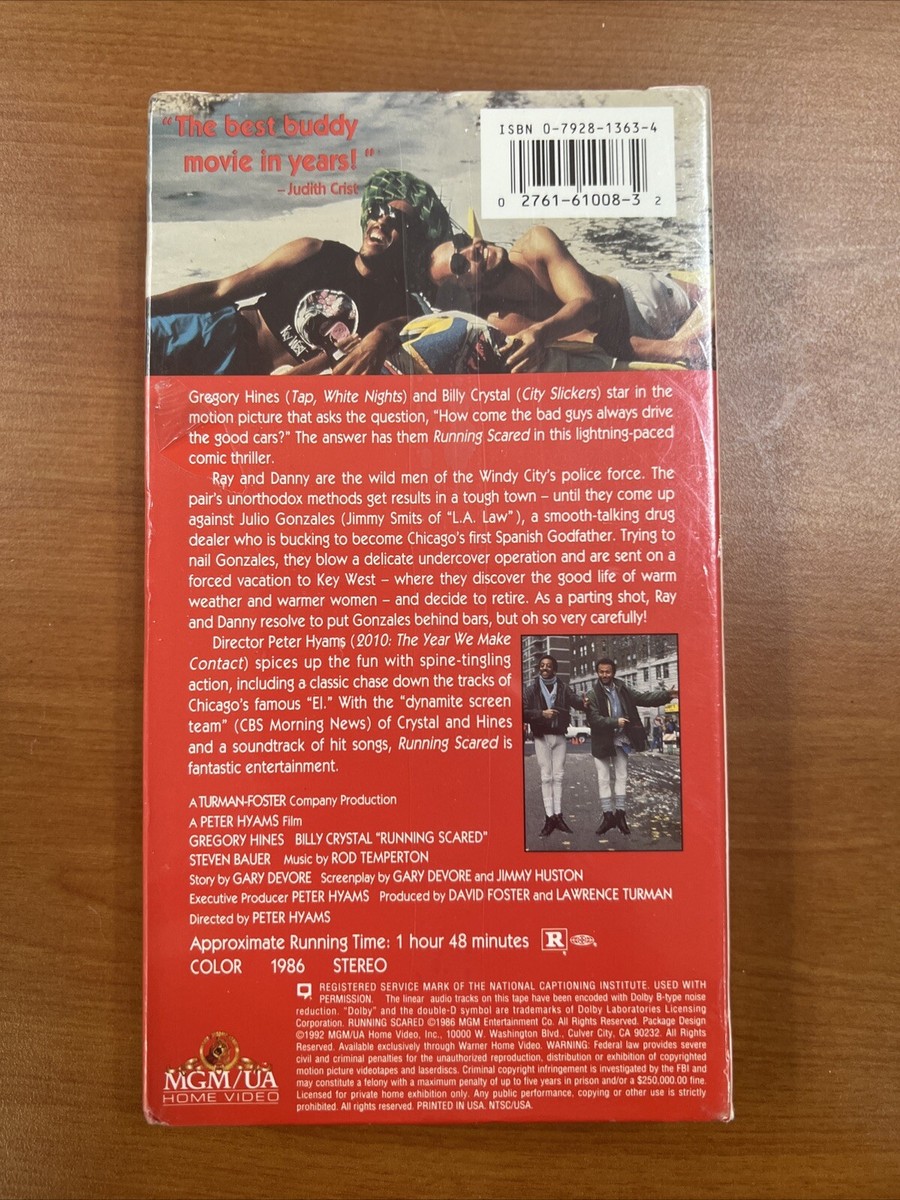 "The best buddy
movie in years!"
– Judith Crist
ISBN 0-7928-1363-4
0 2761-61008-3 2
Key West
Gregory Hines (Tap, White Nights) and Billy Crystal (City Slickers) star in the
motion picture that asks the question, "How come the bad guys always drive
the good cars?" The answer has them Running Scared in this lightning-paced
comic thriller.
Ray and Danny are the wild men of the Windy City's police force. The
pair's unorthodox methods get results in a tough town – until they come up
against Julio Gonzales (Jimmy Smits of "L.A. Law"), a smooth-talking drug
dealer who is bucking to become Chicago's first Spanish Godfather. Trying to
nail Gonzales, they blow a delicate undercover operation and are sent on a
forced vacation to Key West – where they discover the good life of warm
weather and warmer women – and decide to retire. As a parting shot, Ray
and Danny resolve to put Gonzales behind bars, but oh so very carefully!
Director Peter Hyams (2010: The Year We Make
Contact) spices up the fun with spine-tingling
action, including a classic chase down the tracks of
Chicago's famous "El." With the "dynamite screen
team" (CBS Morning News) of Crystal and Hines
and a soundtrack of hit songs, Running Scared is
fantastic entertainment.
A TURMAN-FOSTER Company Production
A PETER HYAMS Film
GREGORY HINES BILLY CRYSTAL "RUNNING SCARED"
STEVEN BAUER Music by ROD TEMPERTON
Story by GARY DEVORE Screenplay by GARY DEVORE and JIMMY HUSTON
Executive Producer PETER HYAMS Produced by DAVID FOSTER and LAWRENCE TURMAN
Directed by PETER HYAMS
Approximate Running Time: 1 hour 48 minutes R
COLOR 1986 STEREO
REGISTERED SERVICE MARK OF THE NATIONAL CAPTIONING INSTITUTE. USED WITH
PERMISSION. The linear audio tracks on this tape have been encoded with Dolby B-type noise
reduction. "Dolby" and the double-D symbol are trademarks of Dolby Laboratories Licensing
Corporation. RUNNING SCARED ©1986 MGM Entertainment Co. All Rights Reserved. Package Design
©1992 MGM/UA Home Video, Inc., 10000 W. Washington Blvd., Culver City, CA 90232. All Rights
Reserved. Available exclusively through Warner Home Video. WARNING: Federal law provides severe
civil and criminal penalties for the unauthorized reproduction, distribution or exhibition of copyrighted
motion picture videotapes and laserdiscs. Criminal copyright infringement is investigated by the FBI and
may constitute a felony with a maximum penalty of up to five years in prison and/or a $250,000.00 fine.
Licensed for private home exhibition only. Any public performance, copying or other use is strictly
prohibited. All rights reserved. PRINTED IN USA. NTSC/USA.
MGM/UA
HOME VIDEO